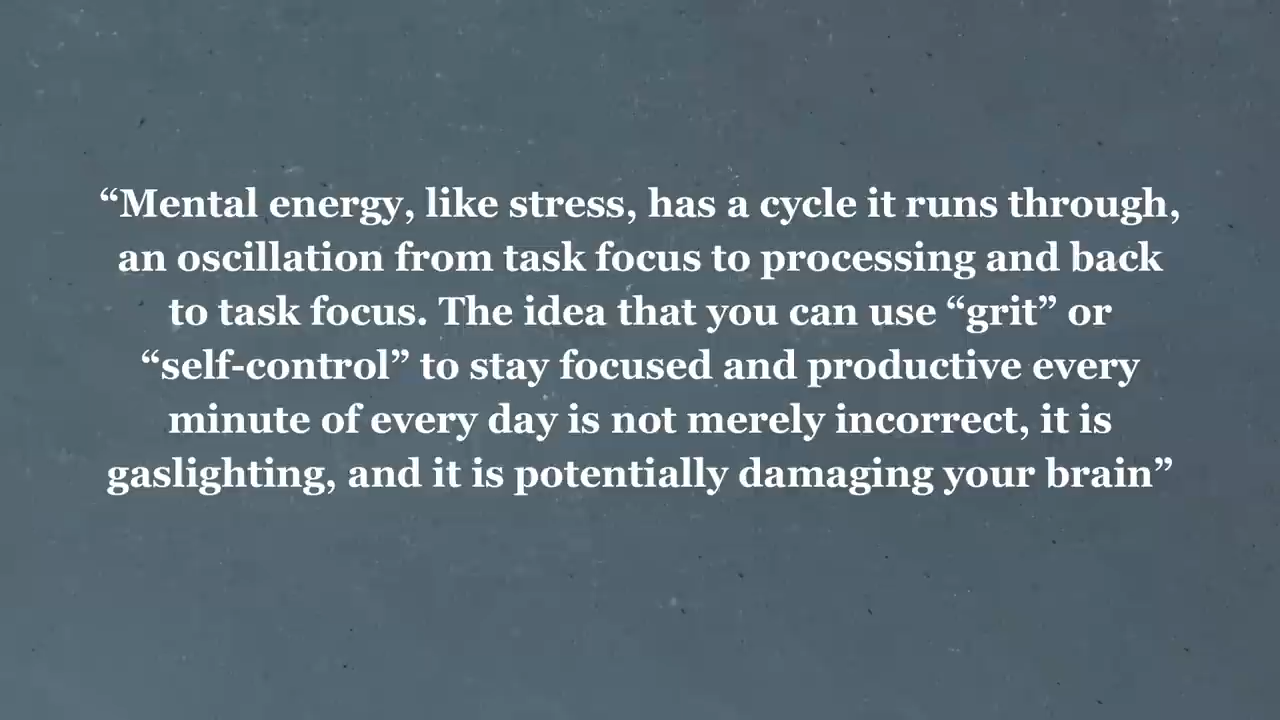 “Mental energy, like stress, has a cycle it runs through,
an oscillation from task focus to processing and back
to task focus. The idea that you can use “grit” or
“self-control” to stay focused and productive every
minute of every day is not merely incorrect, it is
gaslighting, and it is potentially damaging your brain”